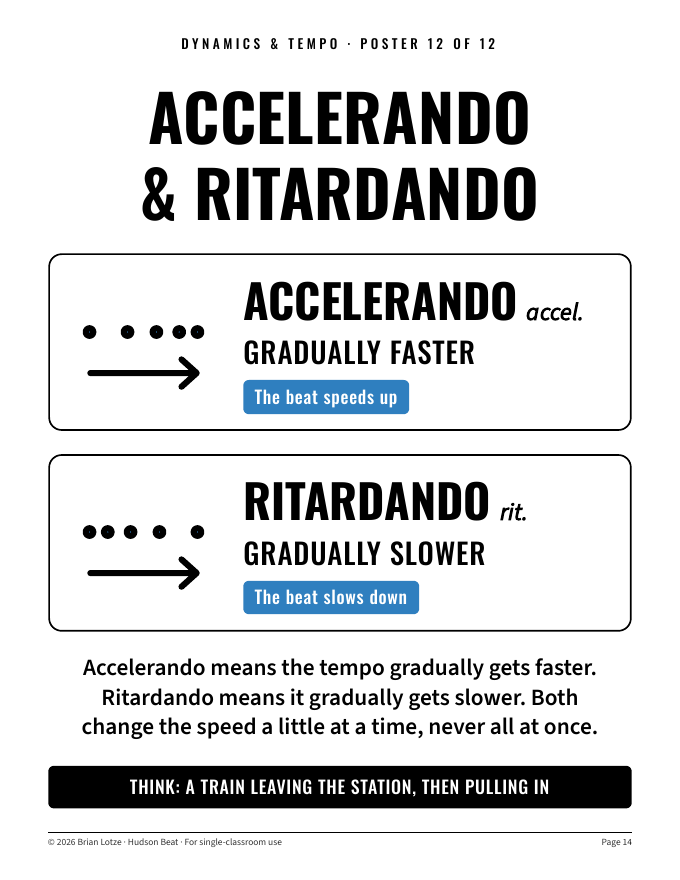 DYNAMICS & TEMPO · POSTER 12 OF 12
ACCELERANDO
& RITARDANDO
ACCELERANDO accel.
GRADUALLY FASTER
The beat speeds up
RITARDANDO rit.
GRADUALLY SLOWER
The beat slows down
Accelerando means the tempo gradually gets faster.
Ritardando means it gradually gets slower. Both
change the speed a little at a time, never all at once.
THINK: A TRAIN LEAVING THE STATION, THEN PULLING IN
© 2026 Brian Lotze · Hudson Beat · For single-classroom use Page 14